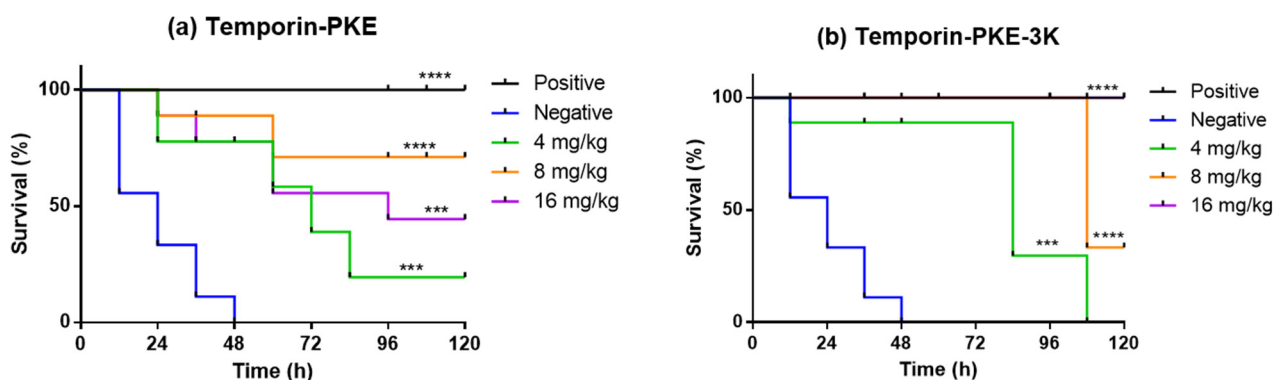 (a) Temporin-PKE
Survival (%)
100
50
0
0 24 48 72 96 120
Time (h)
****
****
***
***
Positive
Negative
4 mg/kg
8 mg/kg
16 mg/kg
(b) Temporin-PKE-3K
Survival (%)
100
50
0
0 24 48 72 96 120
Time (h)
****
****
***
Positive
Negative
4 mg/kg
8 mg/kg
16 mg/kg